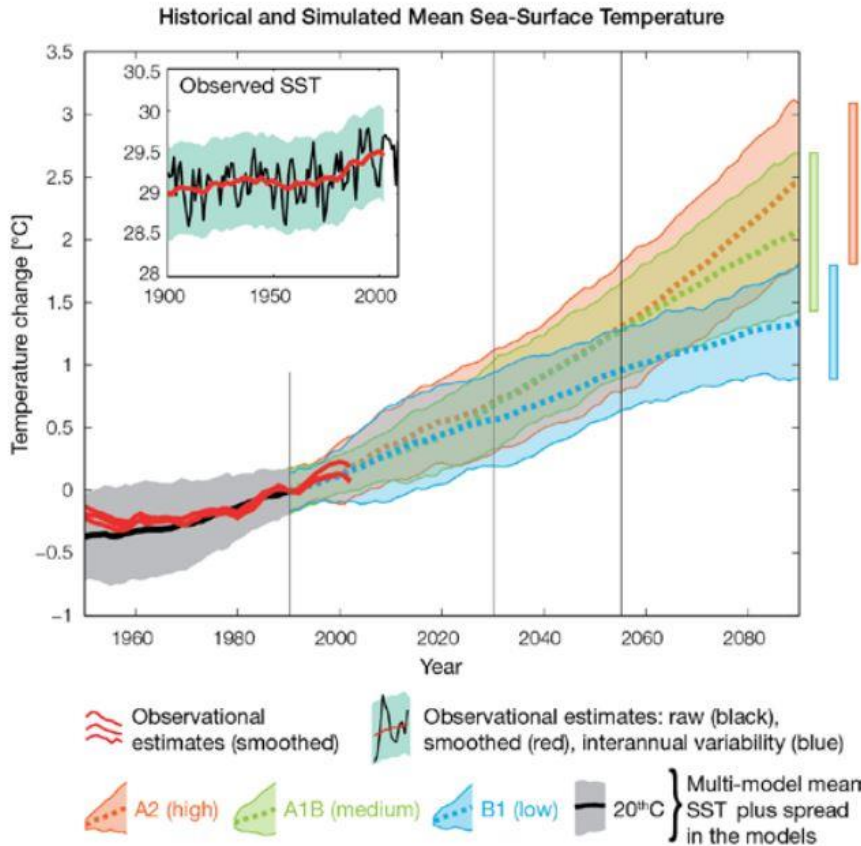 Historical and Simulated Mean Sea-Surface Temperature
3.5
3
2.5
2
1.5
1
0.5
0
−0.5
−1
Temperature change [°C]
30.5
30
29.5
29
28.5
28
Observed SST
1900
1950
2000
1960
1980
2000
2020
2040
2060
2080
Year
Observational
estimates (smoothed)
Observational estimates: raw (black),
smoothed (red), interannual variability (blue)
A2 (high)
A1B (medium)
B1 (low)
20thC
Multi-model mean
SST plus spread
in the models